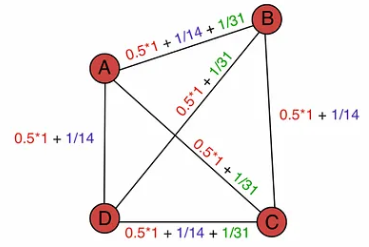 B
0.5*1 + 1/14 + 1/31
A
0.5*1 + 1/31
0.5*1 + 1/14
0.5*1 + 1/14
0.5*1 + 1/31
D
C
0.5*1 + 1/14 + 1/31